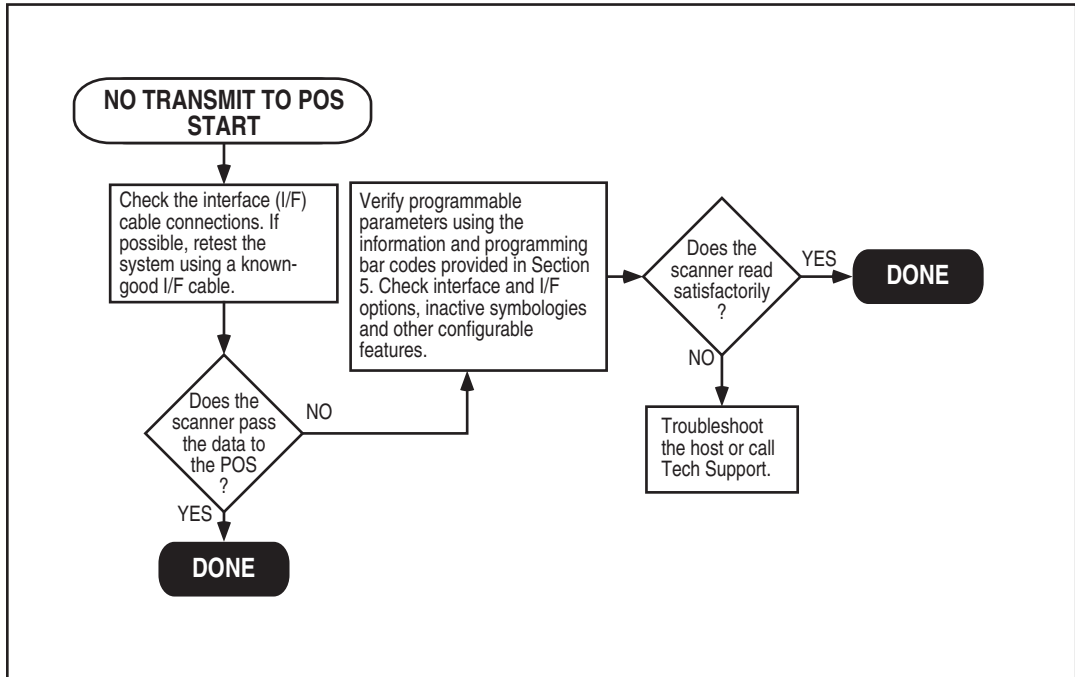 NO TRANSMIT TO POS
START
Check the interface (I/F)
cable connections. If
possible, retest the
system using a known-
good I/F cable.
Does the
scanner pass
the data to
the POS
?
YES
DONE
NO
Verify programmable
parameters using the
information and programming
bar codes provided in Section
5. Check interface and I/F
options, inactive symbologies
and other configurable
features.
Does the
scanner read
satisfactorily
?
YES
DONE
NO
Troubleshoot
the host or call
Tech Support.